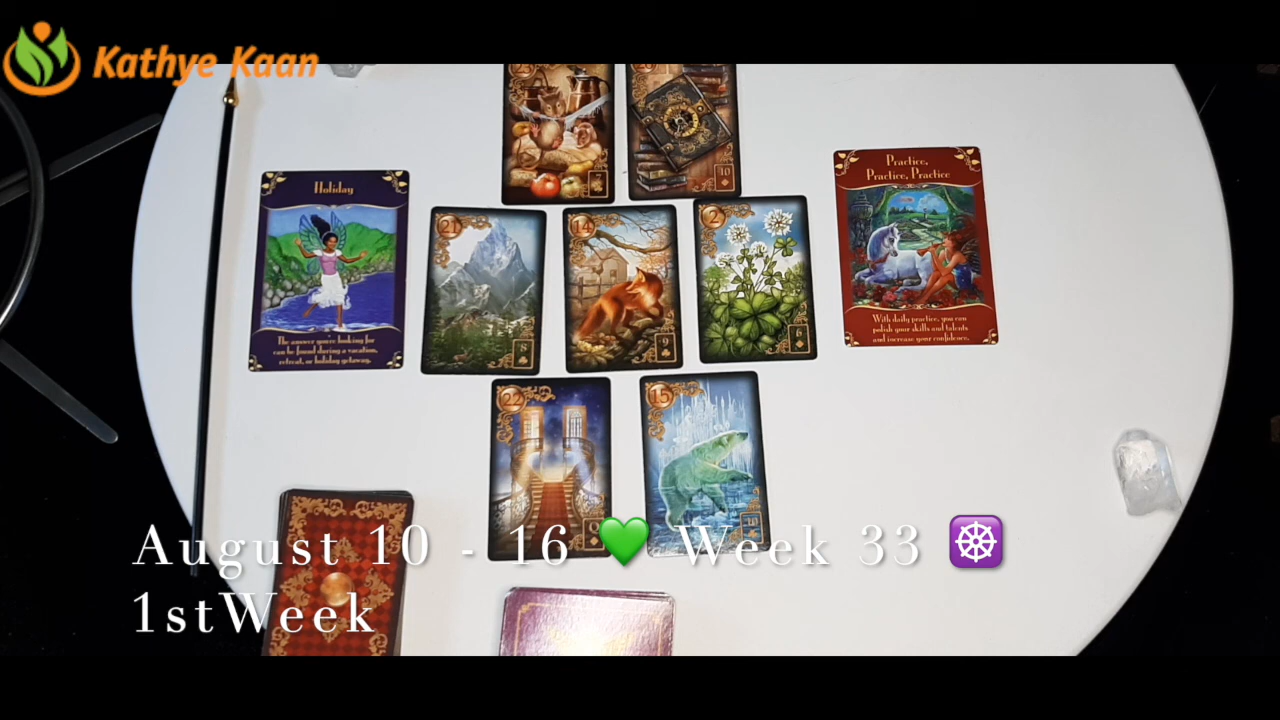 Kathye Kaan
23
7
10
Holiday
The answer you're looking for
can be found during a vacation,
retreat, or holiday getaway.
21
8
14
9
2
6
Practice,
Practice, Practice
With daily practice, you can
polish your skills and talents
and increase your confidence.
22
Q
15
August 10 - 16 💚 Week 33 ☸️
1stWeek